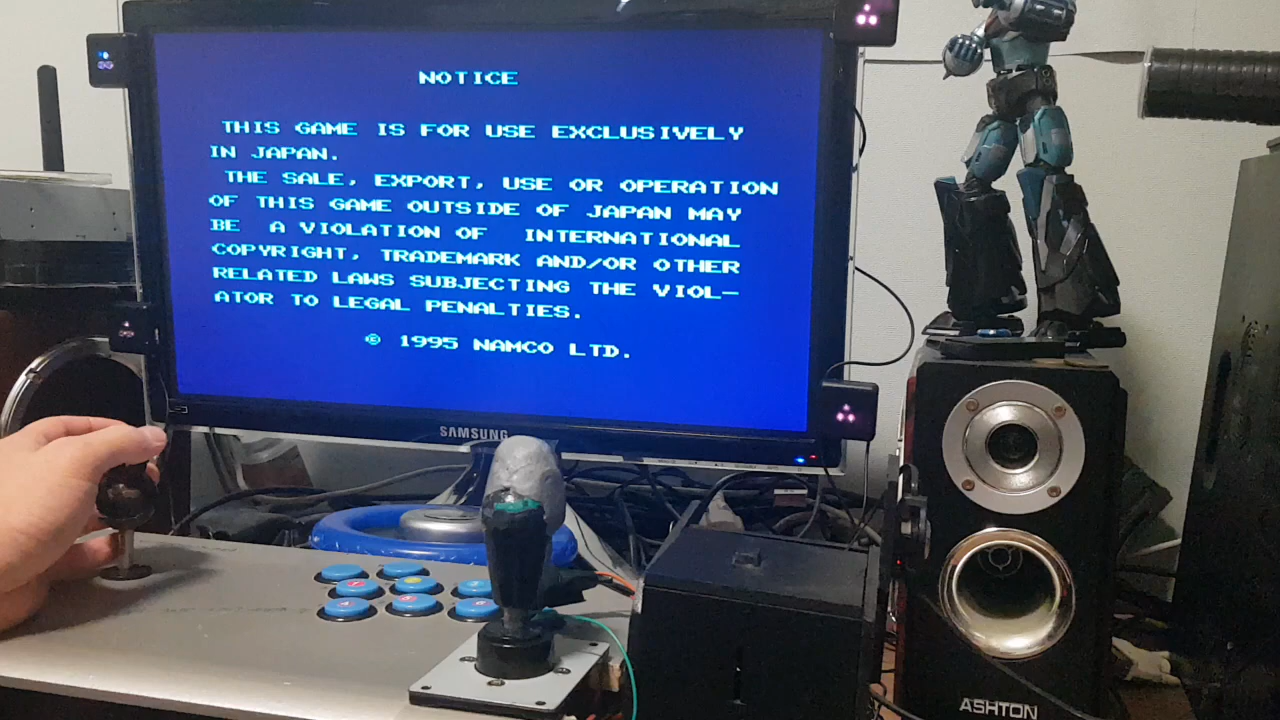 NOTICE
THIS GAME IS FOR USE EXCLUSIVELY
IN JAPAN.
THE SALE, EXPORT, USE OR OPERATION
OF THIS GAME OUTSIDE OF JAPAN MAY
BE A VIOLATION OF INTERNATIONAL
COPYRIGHT, TRADEMARK AND/OR OTHER
RELATED LAWS SUBJECTING THE VIOL-
ATOR TO LEGAL PENALTIES.
© 1995 NAMCO LTD.
SAMSUNG
ASHTON